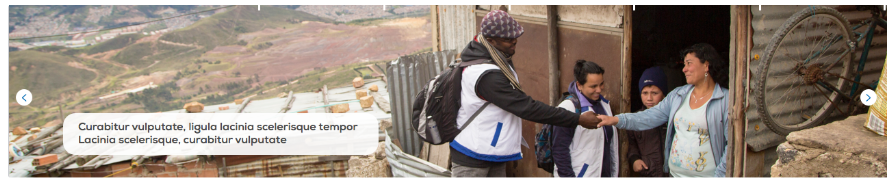 Curabitur vulputate, ligula lacinia scelerisque tempor
Lacinia scelerisque, curabitur vulputate